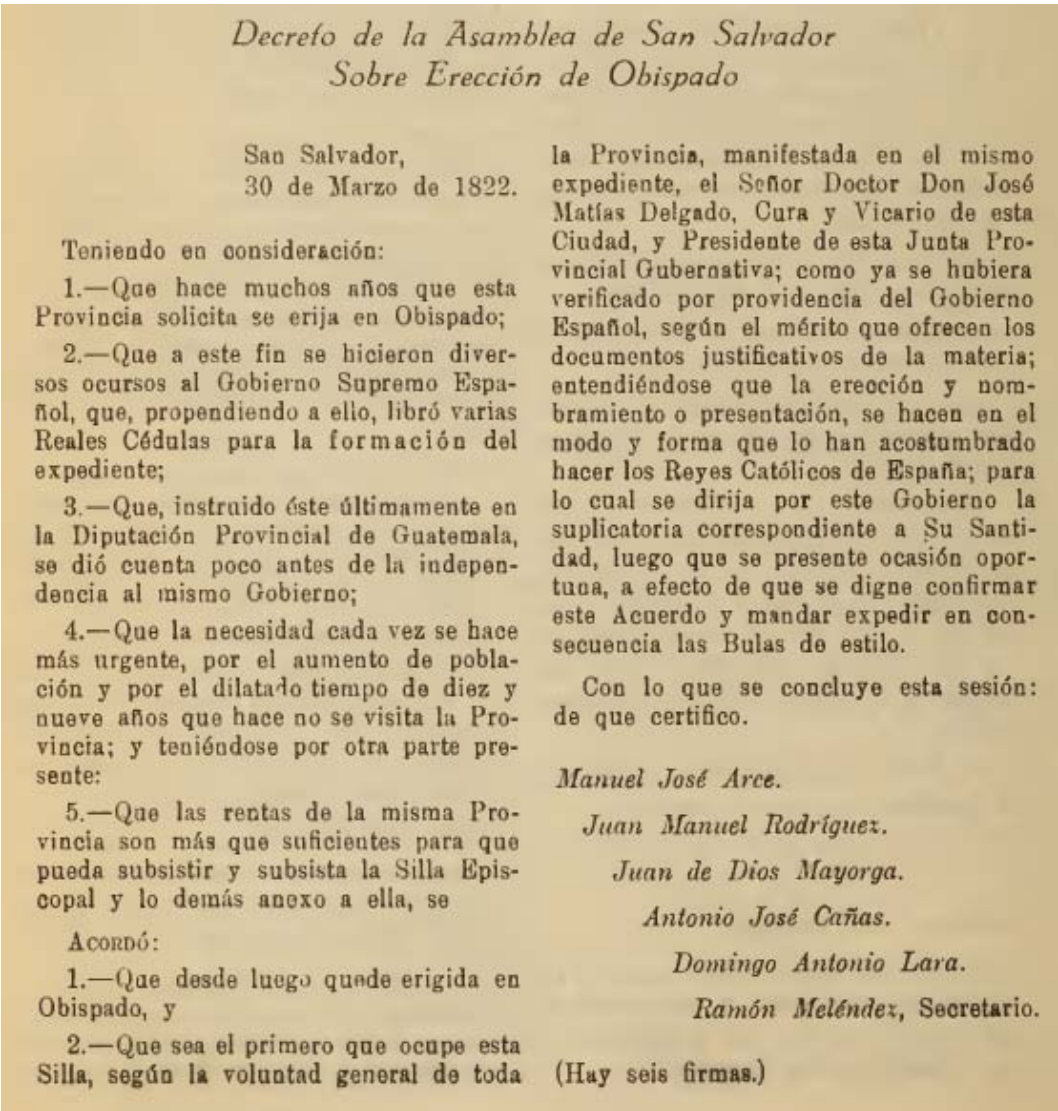 Decreto de la Asamblea de San Salvador
Sobre Erección de Obispado
San Salvador,
30 de Marzo de 1822.
Teniendo en consideración:
1.—Que hace muchos años que esta
Provincia solicita se erija en Obispado;
2.—Que a este fin se hicieron diver-
sos ocursos al Gobierno Supremo Espa-
ñol, que, propendiendo a ello, libró varias
Reales Cédulas para la formación del
expediente;
3.—Que, instruido éste últimamente en
la Diputación Provincial de Guatemala,
se dió cuenta poco antes de la indepen-
dencia al mismo Gobierno;
4.—Que la necesidad cada vez se hace
más urgente, por el aumento de pobla-
ción y por el dilatado tiempo de diez y
nueve años que hace no se visita la Pro-
vincia; y teniéndose por otra parte pre-
sente:
5.—Que las rentas de la misma Pro-
vincia son más que suficientes para que
pueda subsistir y subsista la Silla Epis-
copal y lo demás anexo a ella, se
ACORDÓ:
1.—Que desde luego quede erigida en
Obispado, y
2.—Que sea el primero que ocupe esta
Silla, según la voluntad general de toda
la Provincia, manifestada en el mismo
expediente, el Señor Doctor Don José
Matías Delgado, Cura y Vicario de esta
Ciudad, y Presidente de esta Junta Pro-
vincial Gubernativa; como ya se hubiera
verificado por providencia del Gobierno
Español, según el mérito que ofrecen los
documentos justificativos de la materia;
entendiéndose que la erección y nom-
bramiento o presentación, se hacen en el
modo y forma que lo han acostumbrado
hacer los Reyes Católicos de España; para
lo cual se dirija por este Gobierno la
suplicatoria correspondiente a Su Santi-
dad, luego que se presente ocasión opor-
tuna, a efecto de que se digne confirmar
este Acuerdo y mandar expedir en con-
secuencia las Bulas de estilo.
Con lo que se concluye esta sesión:
de que certifico.
Manuel José Arce.
Juan Manuel Rodríguez.
Juan de Dios Mayorga.
Antonio José Cañas.
Domingo Antonio Lara.
Ramón Meléndez, Secretario.
(Hay seis firmas.)